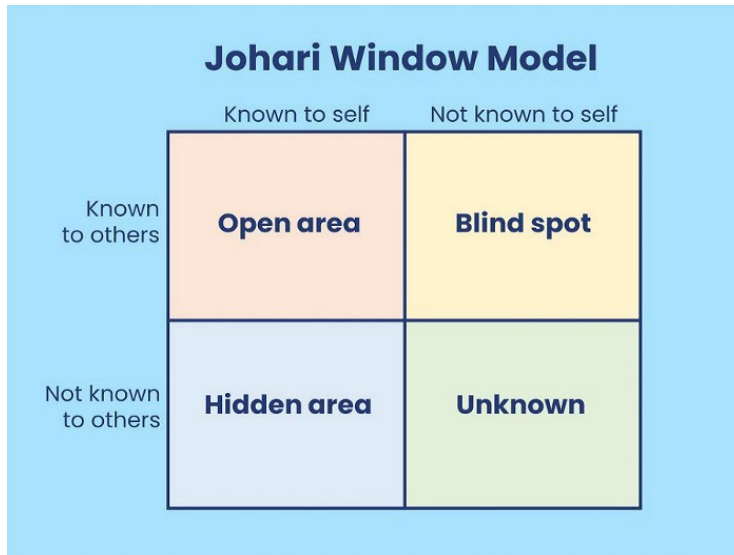 Johari Window Model
Known to self
Not known to self
Known
to others
Open area
Blind spot
Not known
to others
Hidden area
Unknown